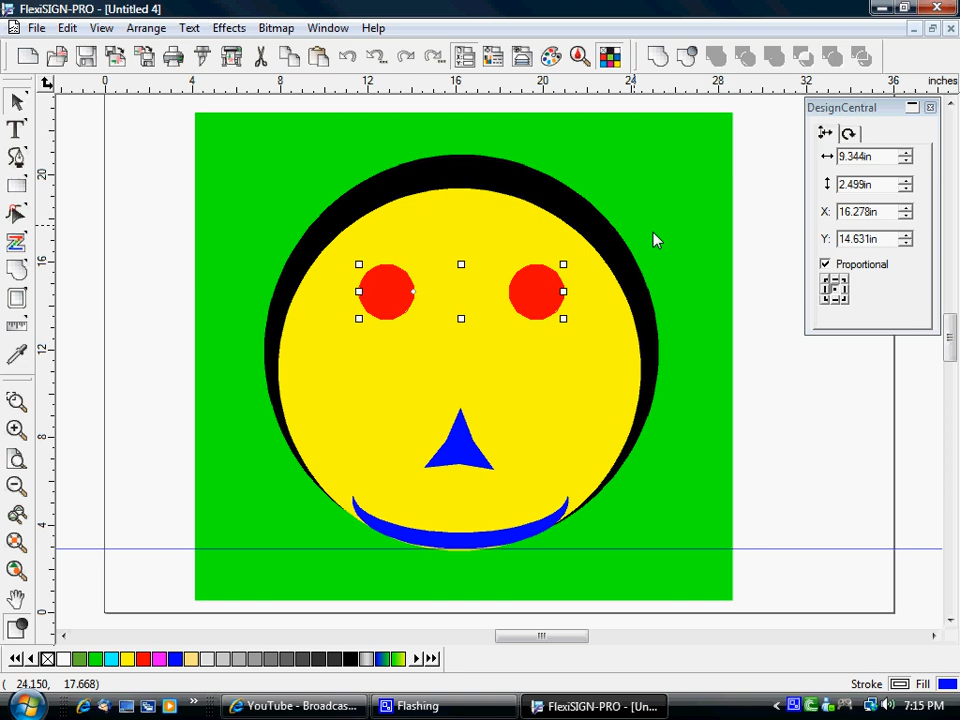 FlexiSIGN-PRO - [Untitled 4]
File Edit View Arrange Text Effects Bitmap Window Help
0 4 8 12 16 20 24 28 32 36 inches
DesignCentral
9.344in
2.499in
X: 16.278in
Y: 14.631in
Proportional
20
16
12
8
4
0
( 24.150, 17.668)
Stroke Fill
YouTube - Broadcas... Flashing FlexiSIGN-PRO - [Un... 7:15 PM